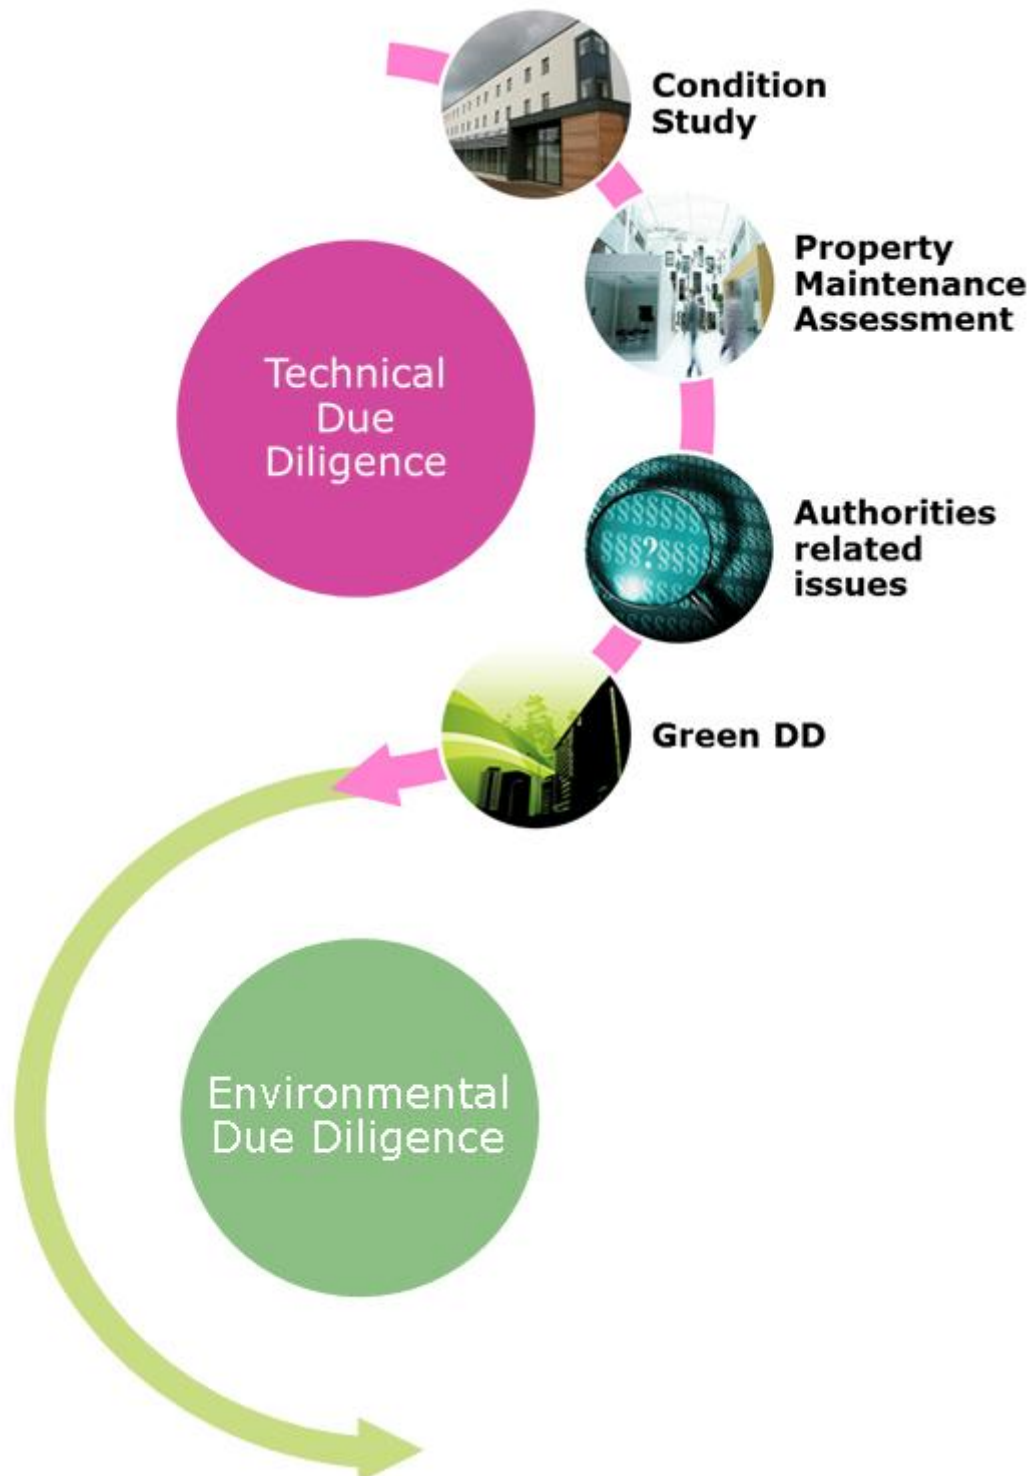 Condition
Study
Property
Maintenance
Assessment
Technical
Due
Diligence
§§§§§§
§§§?§§§§
Authorities
related
issues
Green DD
Environmental
Due Diligence